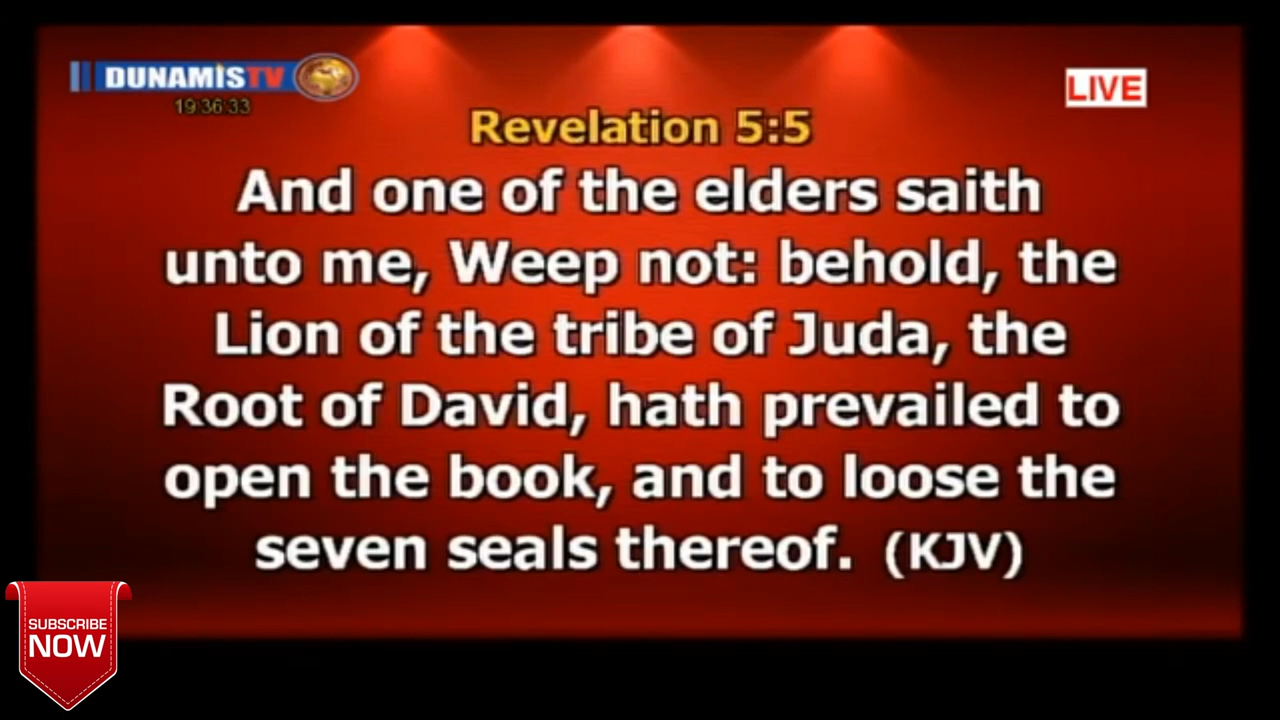 DUNAMIS TV
19:36:33
LIVE
Revelation 5:5
And one of the elders saith
unto me, Weep not: behold, the
Lion of the tribe of Juda, the
Root of David, hath prevailed to
open the book, and to loose the
seven seals thereof. (KJV)
SUBSCRIBE
NOW